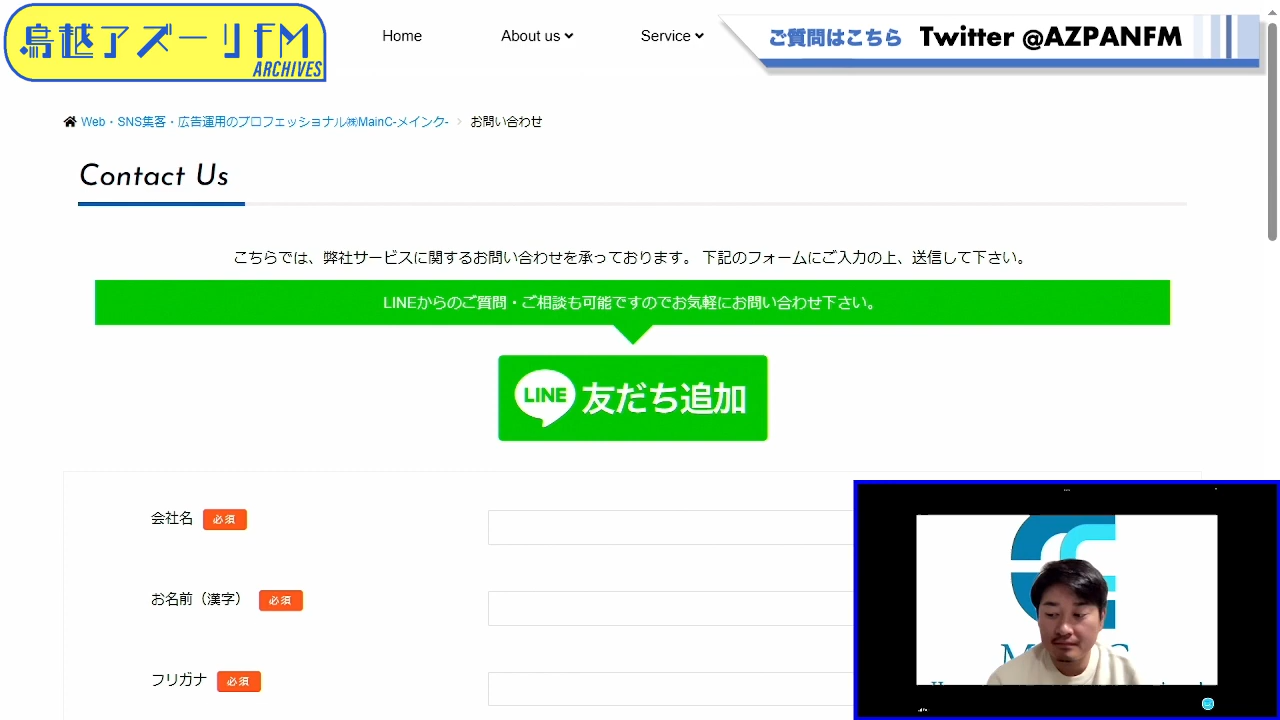 鳥越アズーリFM
ARCHIVES
Home
About us
Service
ご質問はこちら Twitter @AZPANFM
Web・SNS集客・広告運用のプロフェッショナル㈱MainC-メインク-
お問い合わせ
Contact Us
こちらでは、弊社サービスに関するお問い合わせを承っております。 下記のフォームにご入力の上、送信して下さい。
LINEからのご質問・ご相談も可能ですのでお気軽にお問い合わせ下さい。
LINE 友だち追加
会社名 必須
お名前（漢字） 必須
フリガナ 必須